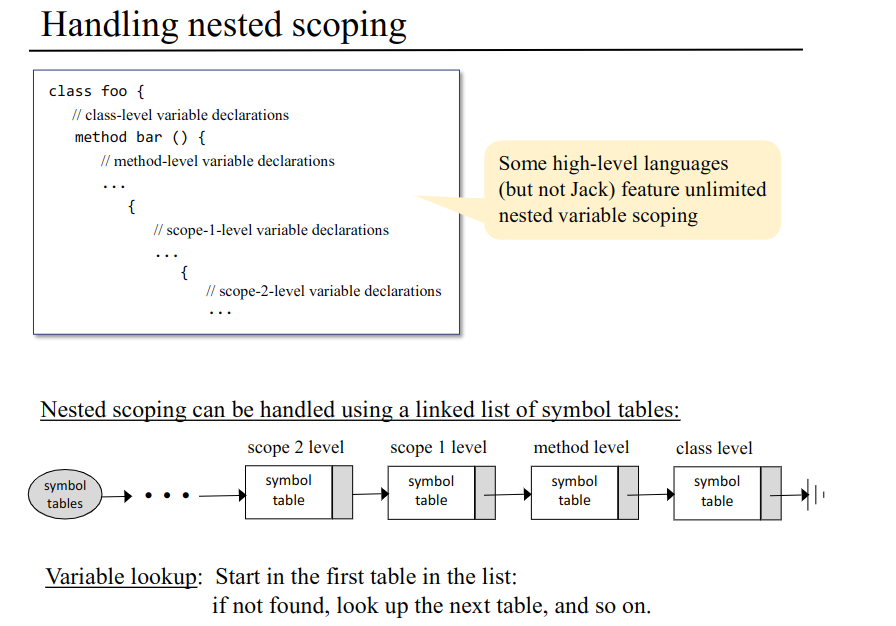 Handling nested scoping
class foo {
// class-level variable declarations
method bar () {
// method-level variable declarations
...
{
// scope-1-level variable declarations
...
{
// scope-2-level variable declarations
...
Some high-level languages
(but not Jack) feature unlimited
nested variable scoping
Nested scoping can be handled using a linked list of symbol tables:
scope 2 level
scope 1 level
method level
class level
symbol
tables
• • •
symbol
table
symbol
table
symbol
table
symbol
table
Variable lookup: Start in the first table in the list:
if not found, look up the next table, and so on.